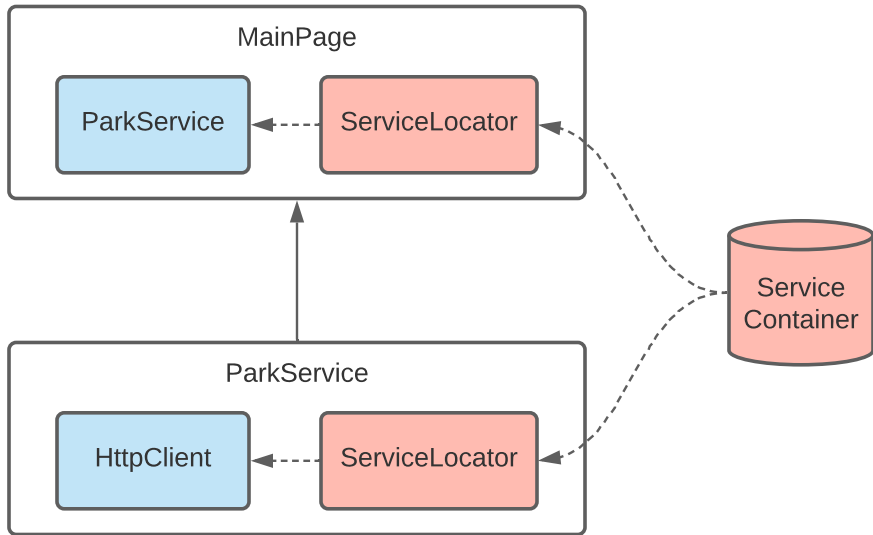 MainPage
ParkService
ServiceLocator
Service
Container
ParkService
HttpClient
ServiceLocator